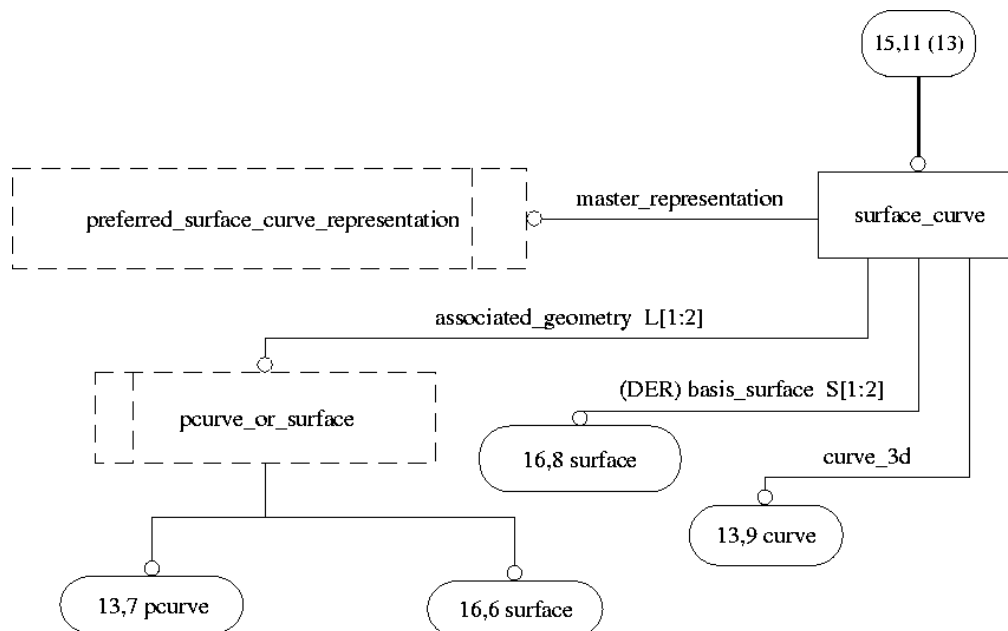 15,11 (13)
master_representation
preferred_surface_curve_representation
surface_curve
associated_geometry L[1:2]
(DER) basis_surface S[1:2]
pcurve_or_surface
16,8 surface
curve_3d
13,9 curve
13,7 pcurve
16,6 surface